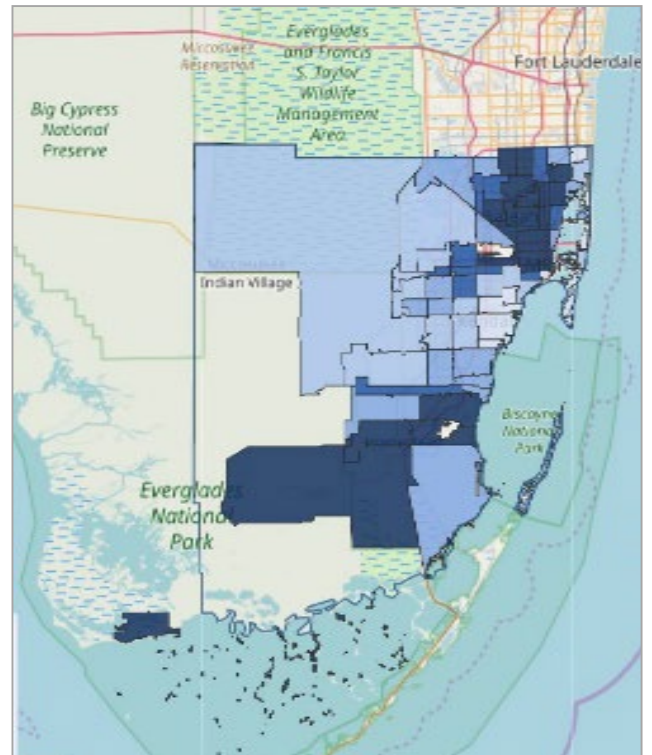 Everglades
and Francis
S. Taylor
Wildlife
Management
Area
Miccosukee
Reservation
Fort Lauderdale
Big Cypress
National
Preserve
Indian Village
Biscayne
National
Park
Everglades
National
Park